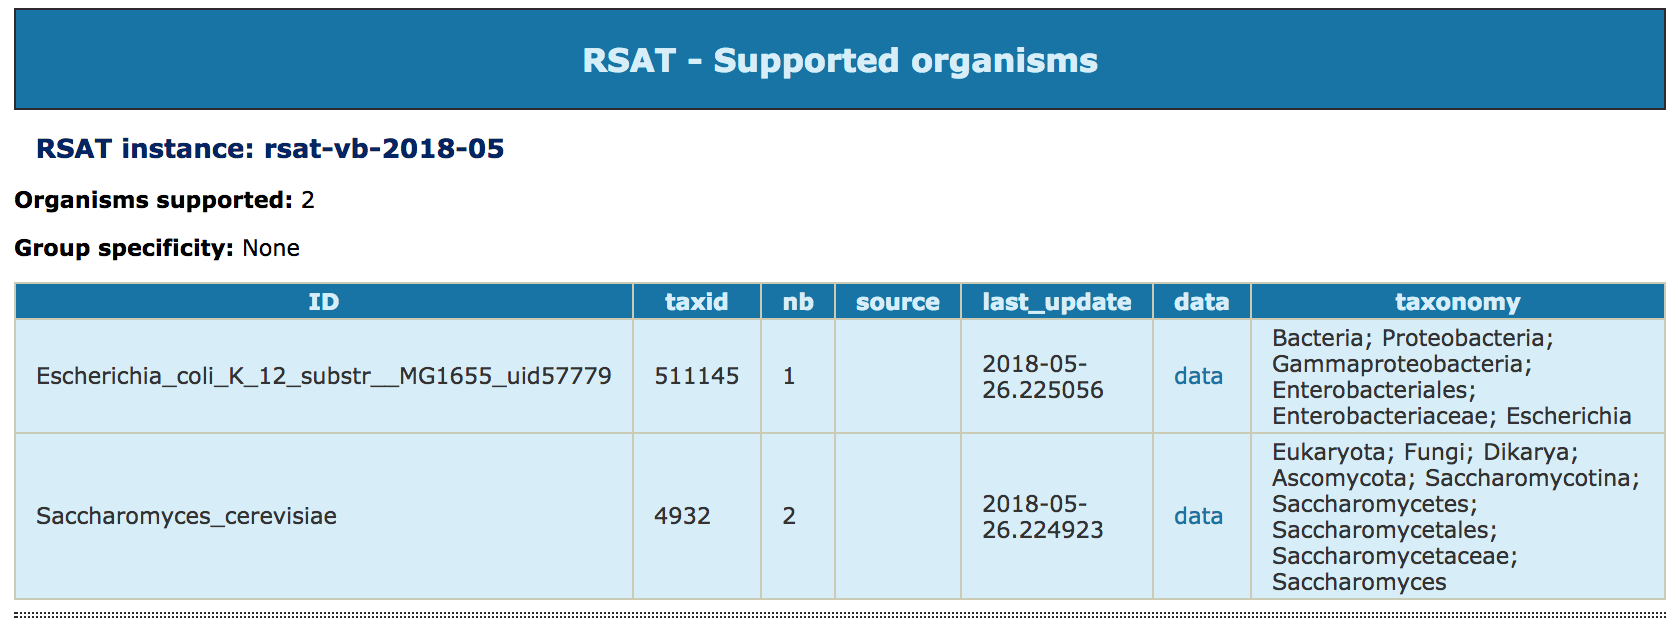 RSAT - Supported organisms
RSAT instance: rsat-vb-2018-05
Organisms supported: 2
Group specificity: None
ID taxid nb source last_update data taxonomy
Escherichia_coli_K_12_substr__MG1655_uid57779 511145 1 2018-05-
26.225056 data Bacteria; Proteobacteria;
Gammaproteobacteria;
Enterobacteriales;
Enterobacteriaceae; Escherichia
Saccharomyces_cerevisiae 4932 2 2018-05-
26.224923 data Eukaryota; Fungi; Dikarya;
Ascomycota; Saccharomycotina;
Saccharomycetes;
Saccharomycetales;
Saccharomycetaceae;
Saccharomyces